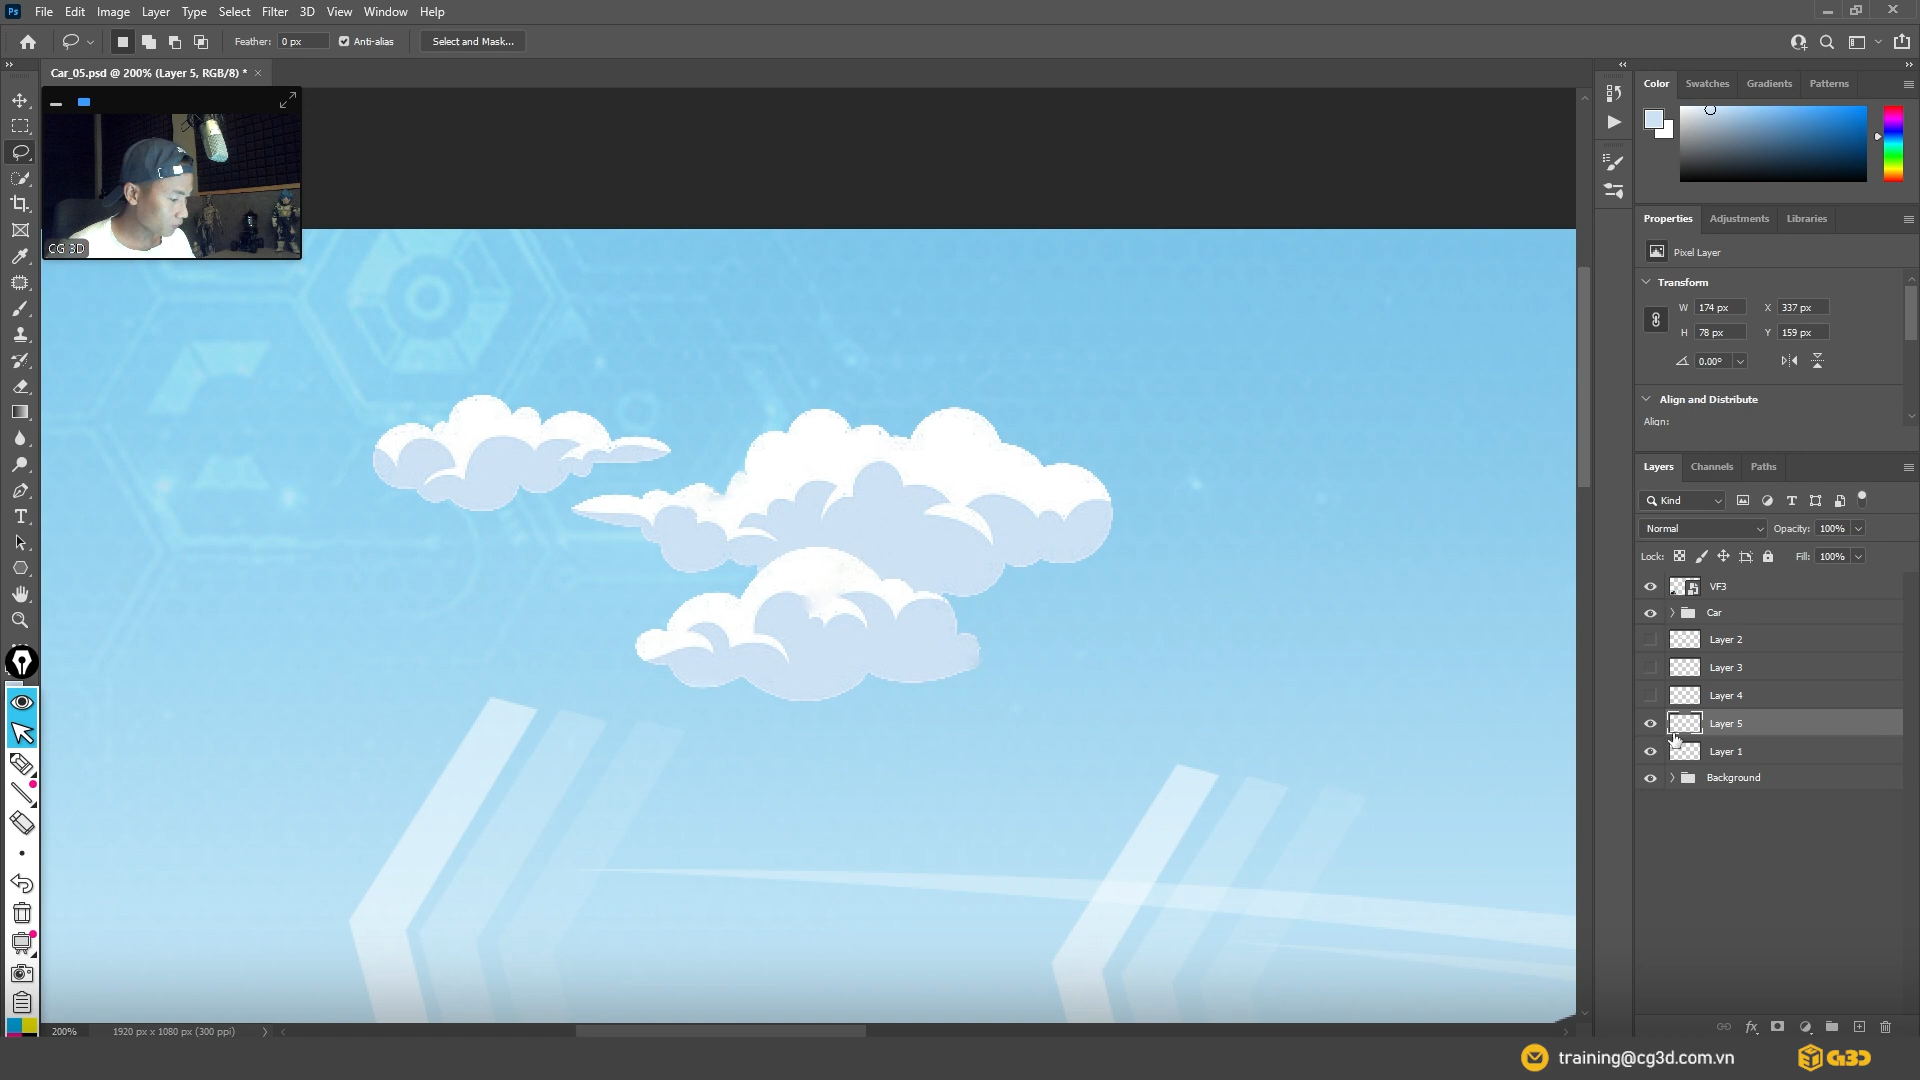 Ps File Edit Image Layer Type Select Filter 3D View Window Help
Feather: 0 px Anti-alias Select and Mask...
Car_05.psd @ 200% (Layer 5, RGB/8) *
CG 3D
Color Swatches Gradients Patterns
Properties Adjustments Libraries
Pixel Layer
Transform
W 174 px X 337 px
H 78 px Y 159 px
0.00°
Align and Distribute
Align:
Layers Channels Paths
Kind
Normal Opacity: 100%
Lock: Fill: 100%
VF3
Car
Layer 2
Layer 3
Layer 4
Layer 5
Layer 1
Background
200% 1920 px x 1080 px (300 ppi)
training@cg3d.com.vn CG3D